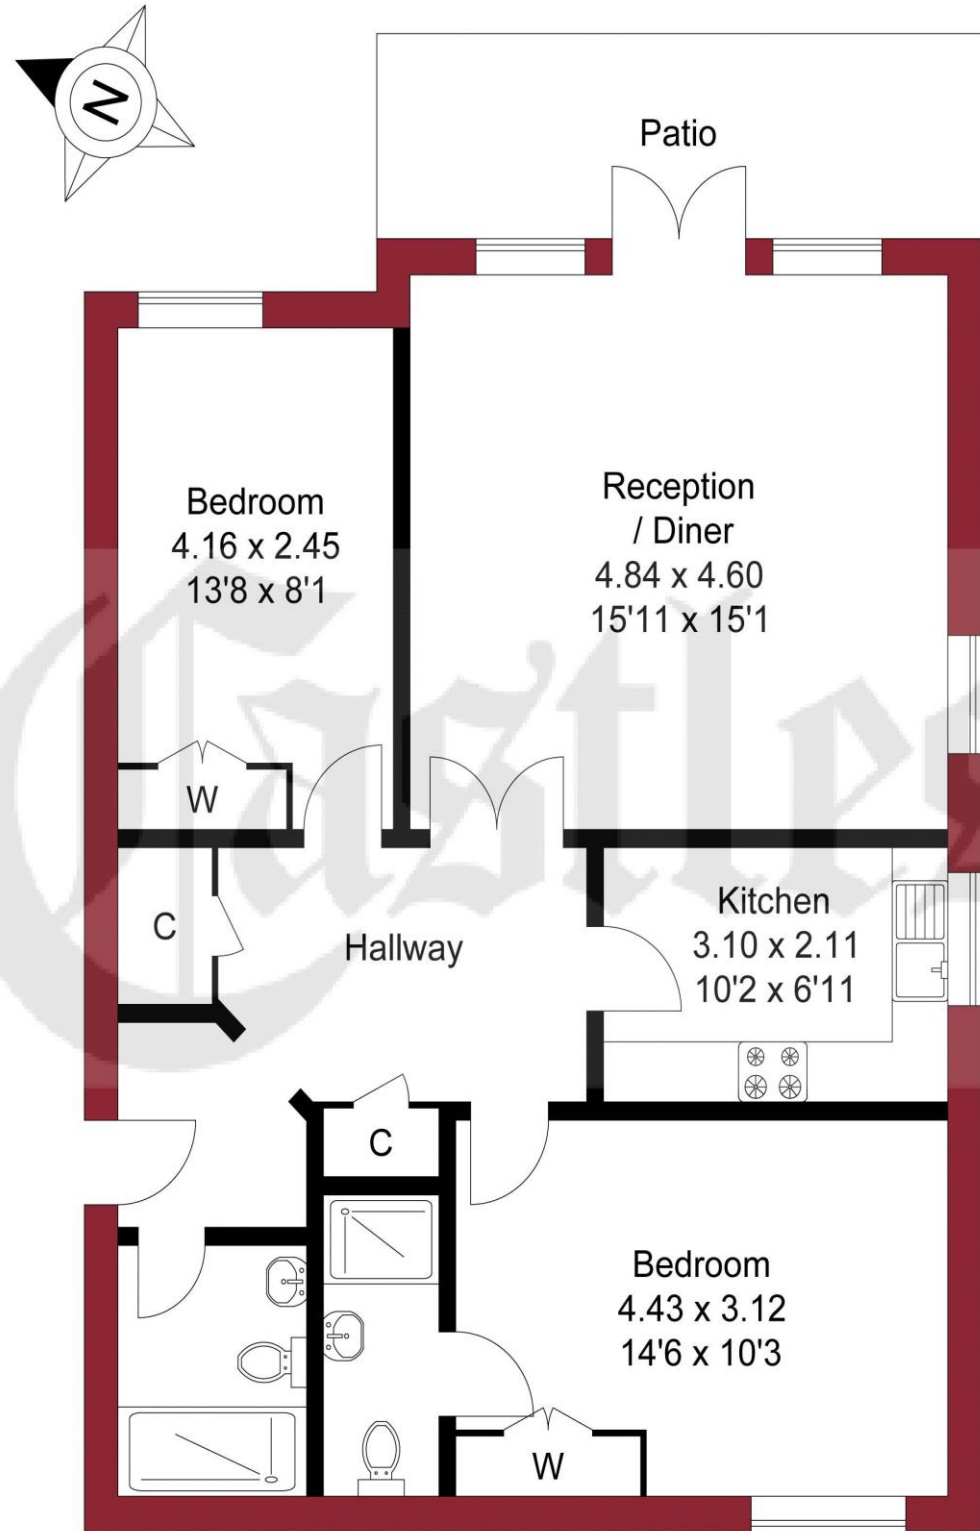 N
Patio
Bedroom
4.16 x 2.45
13'8 x 8'1
Reception
/ Diner
4.84 x 4.60
15'11 x 15'1
W
C
Hallway
Kitchen
3.10 x 2.11
10'2 x 6'11
C
Bedroom
4.43 x 3.12
14'6 x 10'3
W
Castles